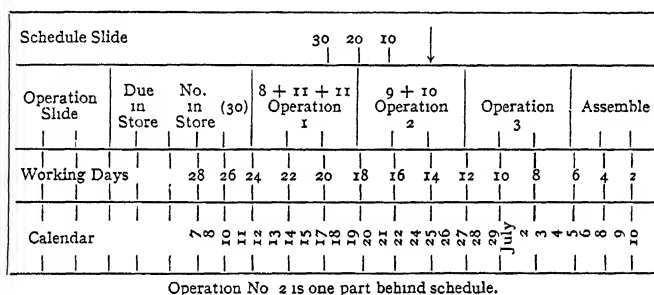 Schedule Slide 30 20 10
Operation Slide Due in Store No. in Store (30) 8 + 11 + 11 Operation 1 9 + 10 Operation 2 Operation 3 Assemble
Working Days 28 26 24 22 20 18 16 14 12 10 8 6 4 2
Calendar 7 8 10 11 12 13 14 15 17 18 19 20 21 22 24 25 26 27 28 29 July 2 3 4 5 6 8 9 10
Operation No 2 is one part behind schedule.